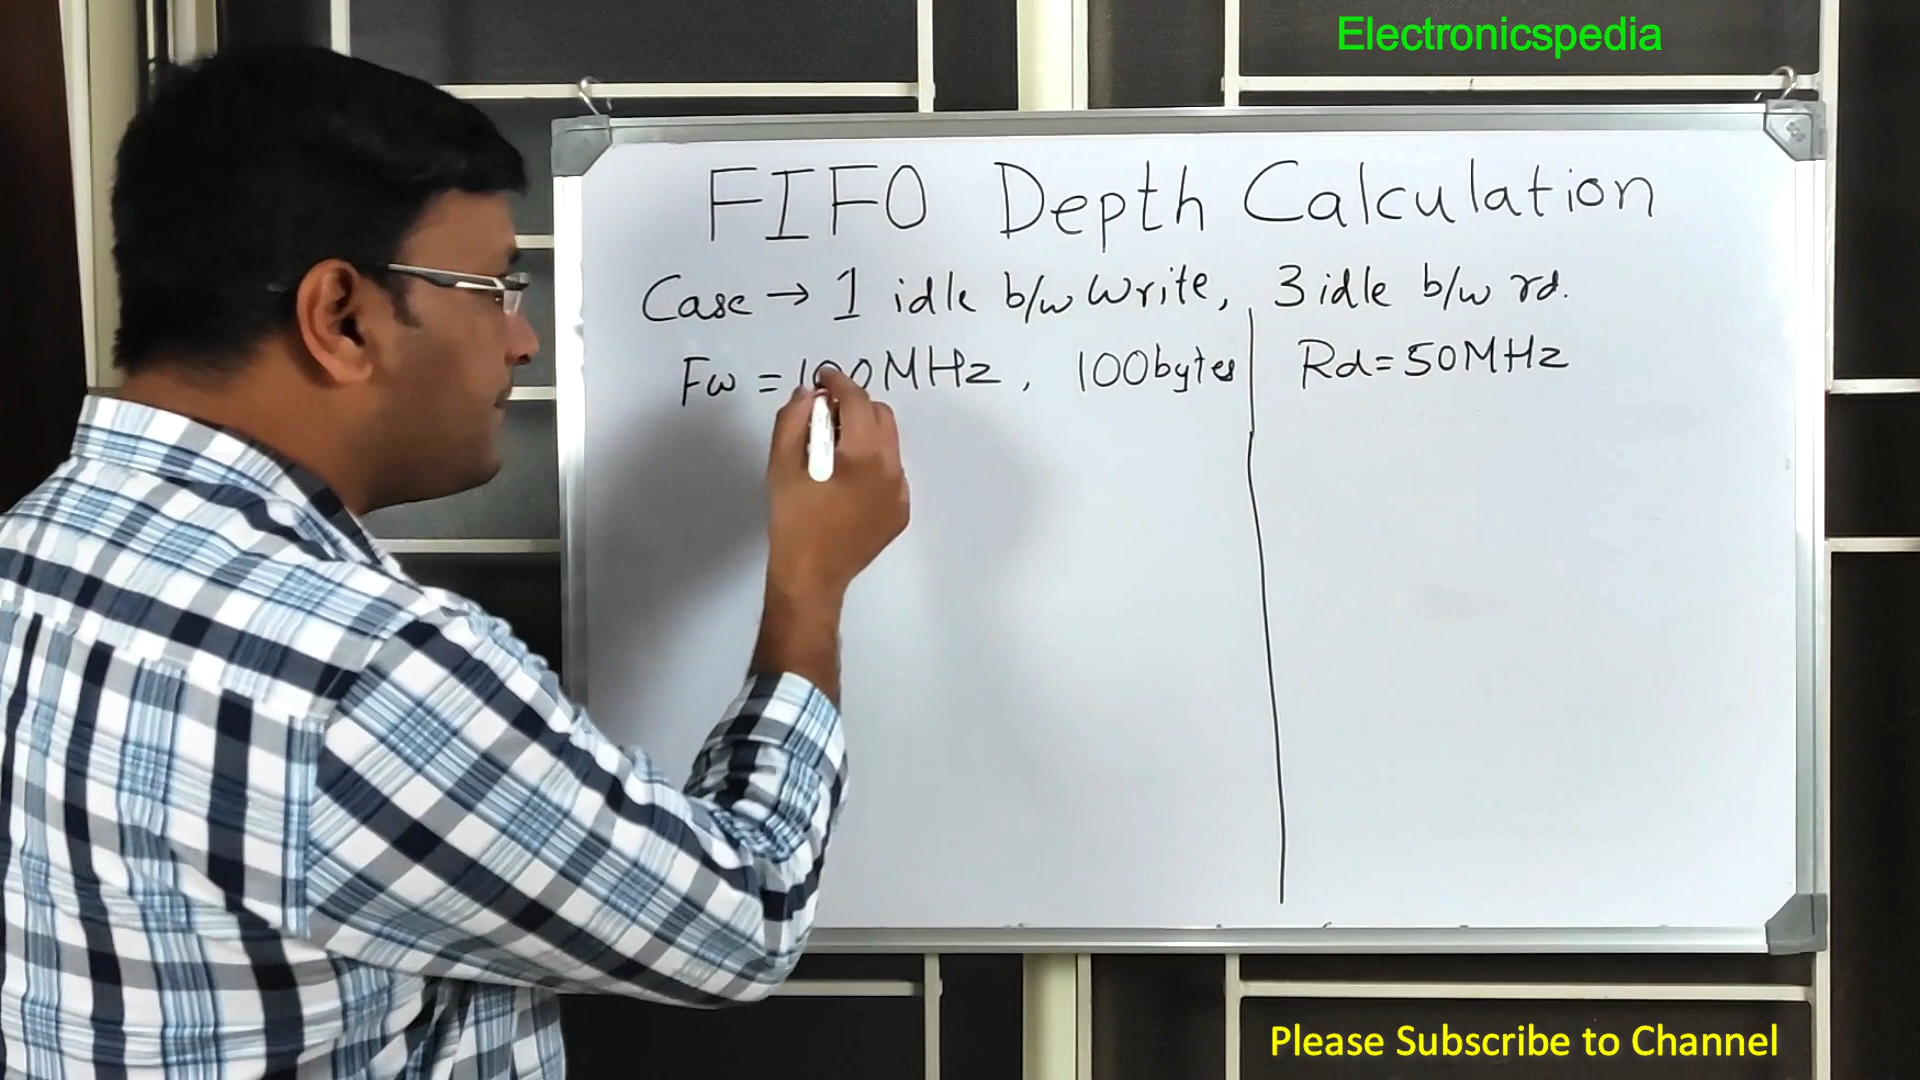 Electronicspedia
FIFO Depth Calculation
Case → 1 idle b/w Write, 3 idle b/w rd.
Fw = 100MHz, 100bytes Rd = 50MHz
Please Subscribe to Channel